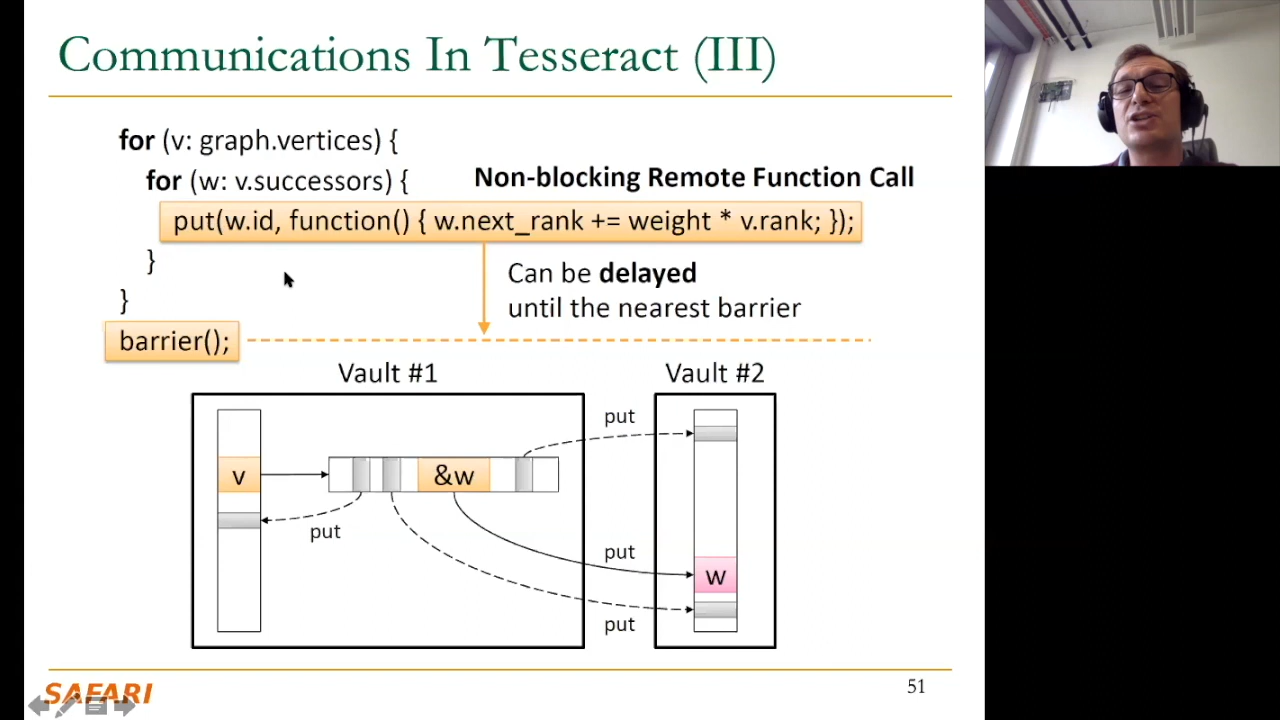 Communications In Tesseract (III)
for (v: graph.vertices) {
for (w: v.successors) {
Non-blocking Remote Function Call
put(w.id, function() { w.next_rank += weight * v.rank; });
}
Can be delayed
until the nearest barrier
}
barrier();
Vault #1
Vault #2
put
v
&w
put
put
w
put
SAFARI
51